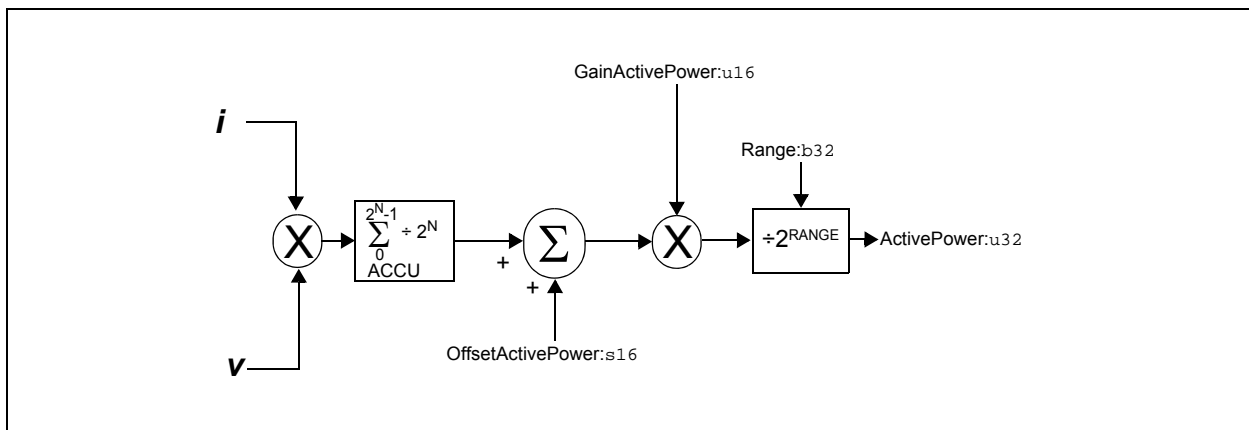 GainActivePower:u16
i
Range:b32
X
2^N-1
∑ ÷ 2^N
0
ACCU
+
Σ
+
X
÷2^RANGE
ActivePower:u32
OffsetActivePower:s16
v